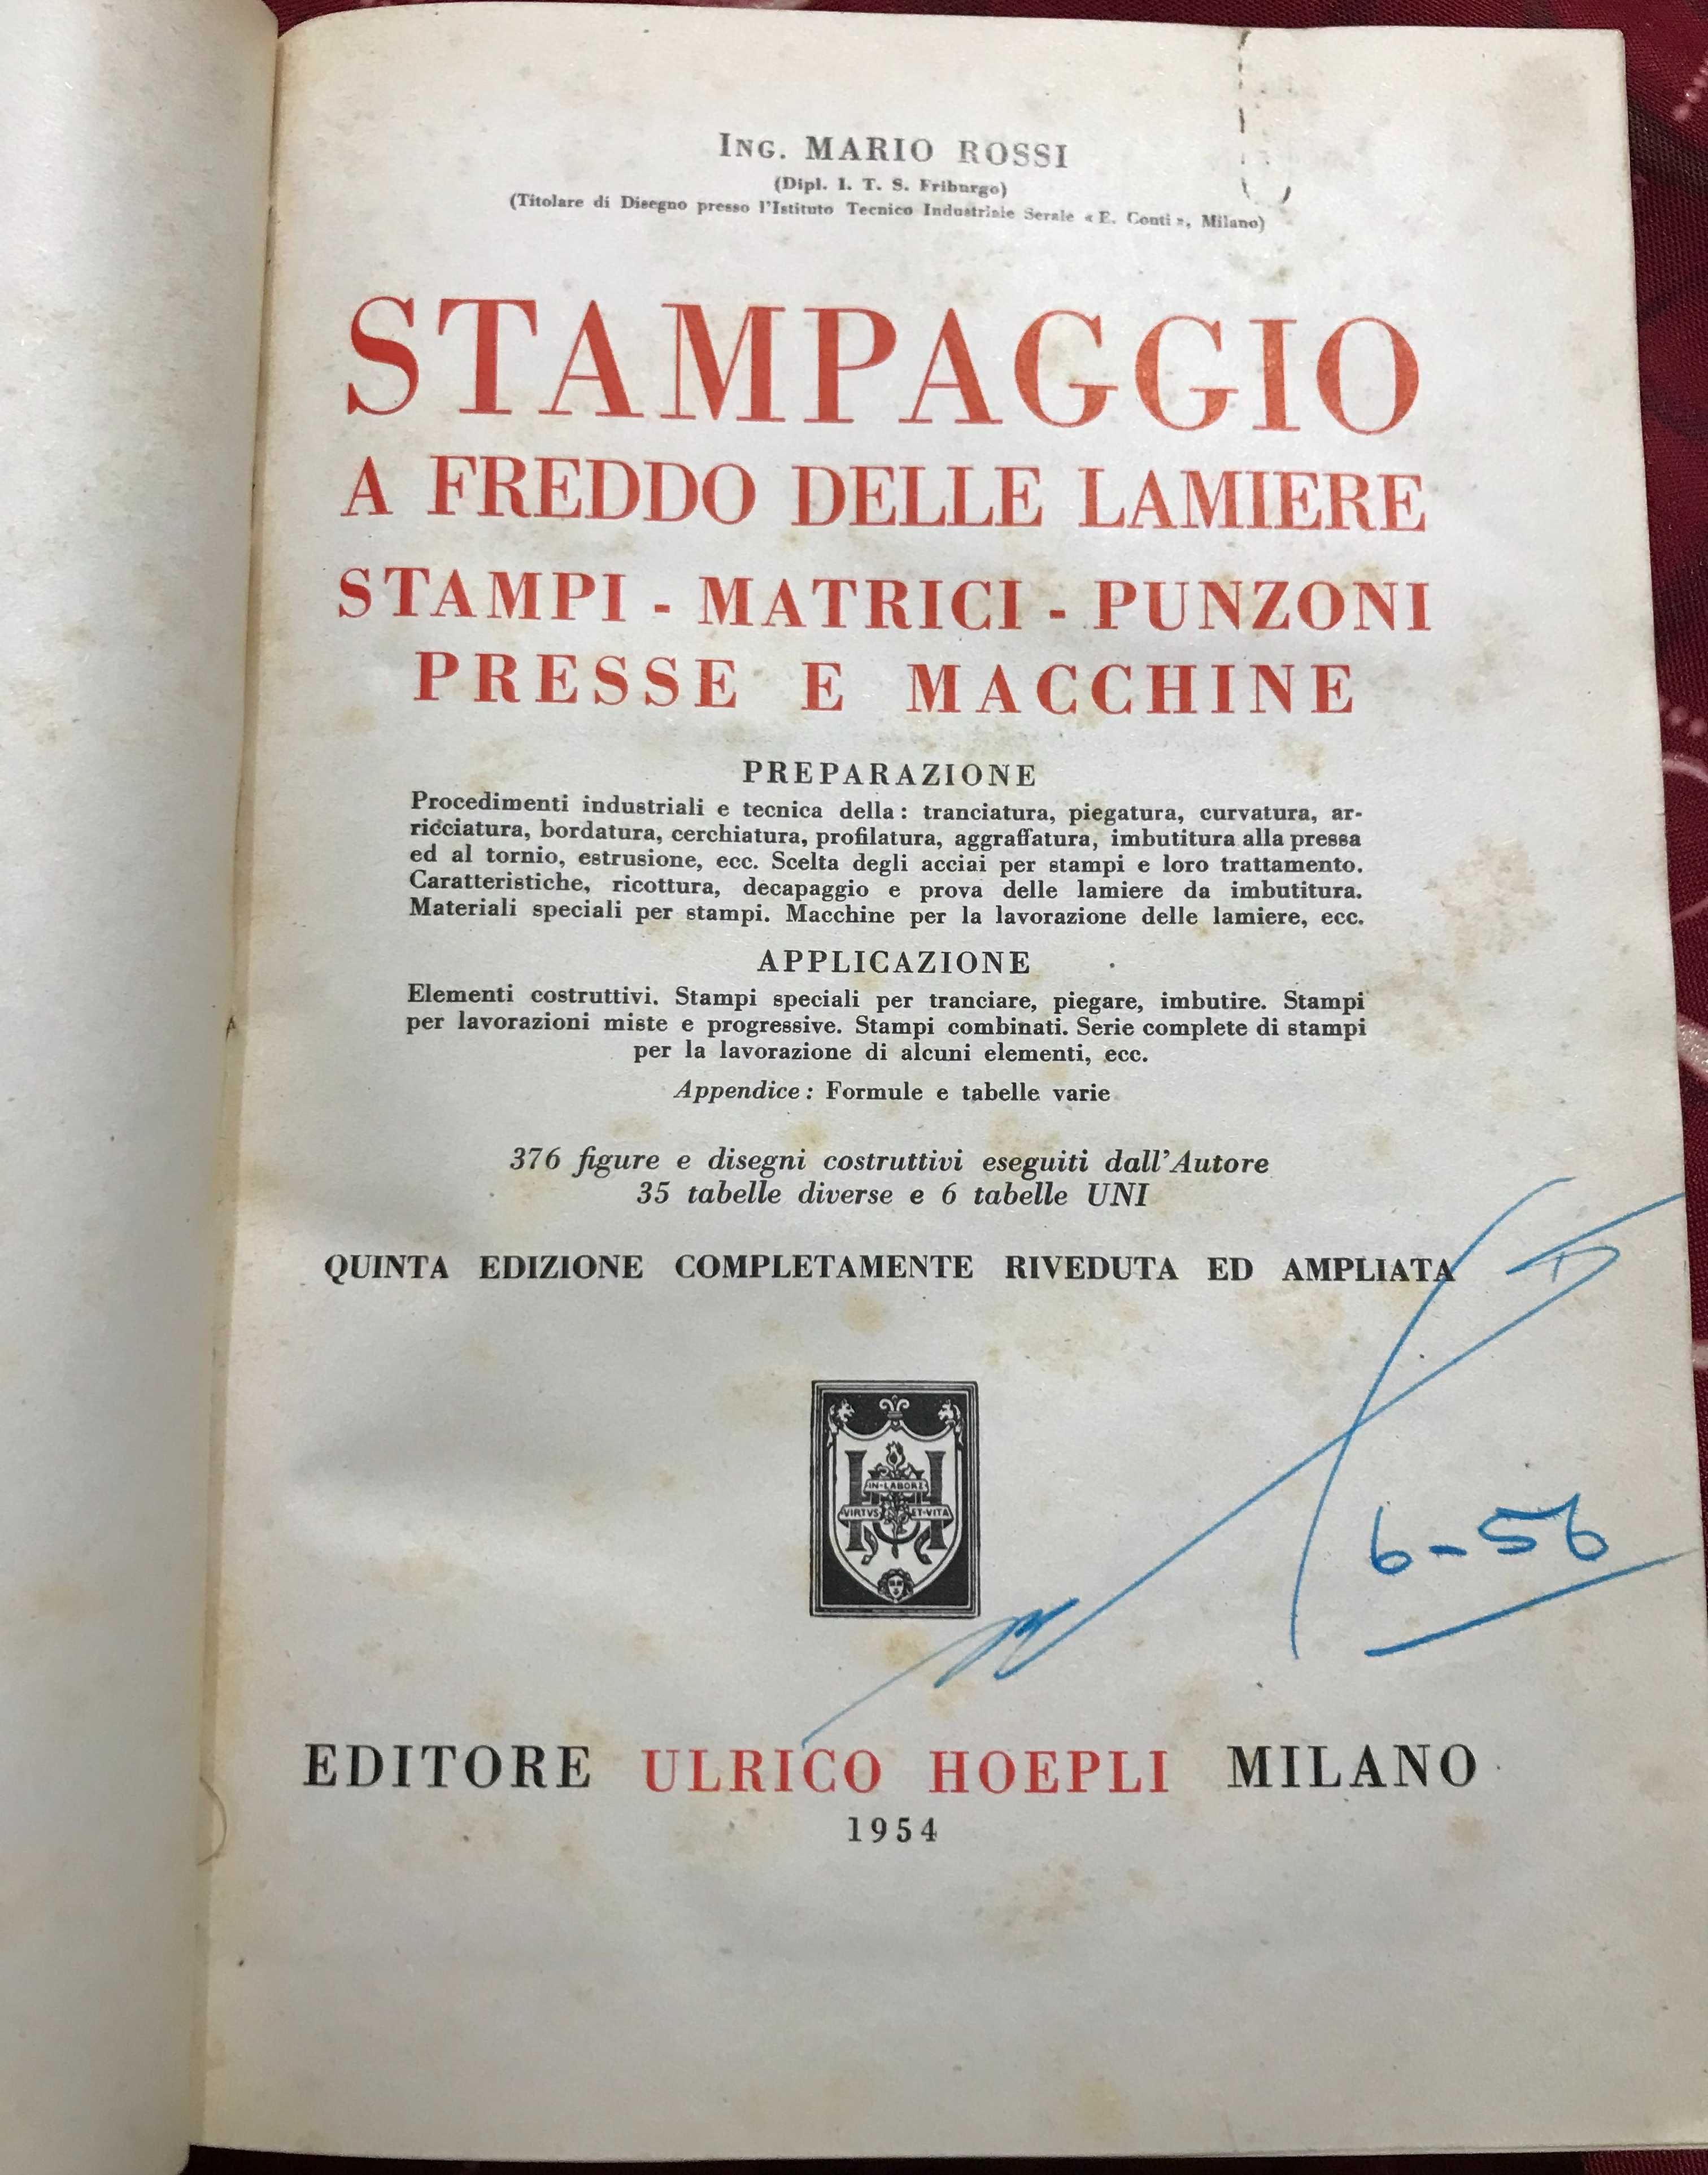 ING. MARIO ROSSI
(Dipl. I. T. S. Friburgo)
(Titolare di Disegno presso l'Istituto Tecnico Industriale Serale « E. Conti », Milano)
STAMPAGGIO
A FREDDO DELLE LAMIERE
STAMPI - MATRICI - PUNZONI
PRESSE E MACCHINE
PREPARAZIONE
Procedimenti industriali e tecnica della: tranciatura, piegatura, curvatura, ar-
ricciatura, bordatura, cerchiatura, profilatura, aggraffatura, imbutitura alla pressa
ed al tornio, estrusione, ecc. Scelta degli acciai per stampi e loro trattamento.
Caratteristiche, ricottura, decapaggio e prova delle lamiere da imbutitura.
Materiali speciali per stampi. Macchine per la lavorazione delle lamiere, ecc.
APPLICAZIONE
Elementi costruttivi. Stampi speciali per tranciare, piegare, imbutire. Stampi
per lavorazioni miste e progressive. Stampi combinati. Serie complete di stampi
per la lavorazione di alcuni elementi, ecc.
Appendice: Formule e tabelle varie
376 figure e disegni costruttivi eseguiti dall'Autore
35 tabelle diverse e 6 tabelle UNI
QUINTA EDIZIONE COMPLETAMENTE RIVEDUTA ED AMPLIATA
H
IN·LABORE
VIRTVS ET·VITA
6-56
EDITORE ULRICO HOEPLI MILANO
1954